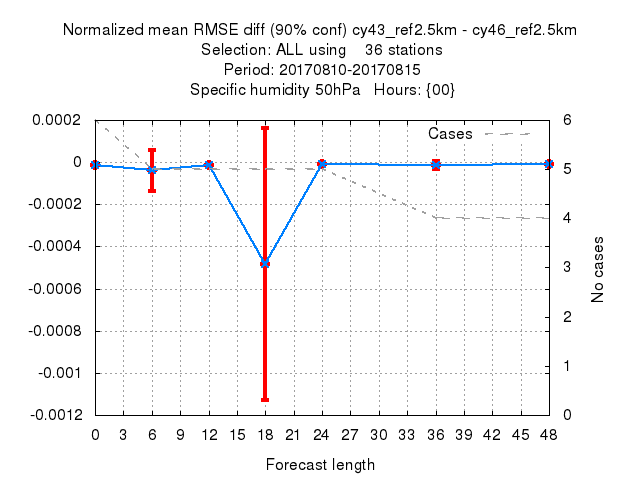 Normalized mean RMSE diff (90% conf) cy43_ref2.5km - cy46_ref2.5km
Selection: ALL using    36 stations
Period: 20170810-20170815
Specific humidity 50hPa   Hours: {00}
Cases
0.0002
0
-0.0002
-0.0004
-0.0006
-0.0008
-0.001
-0.0012
6
5
4
3
2
1
0
No cases
0 3 6 9 12 15 18 21 24 27 30 33 36 39 42 45 48
Forecast length